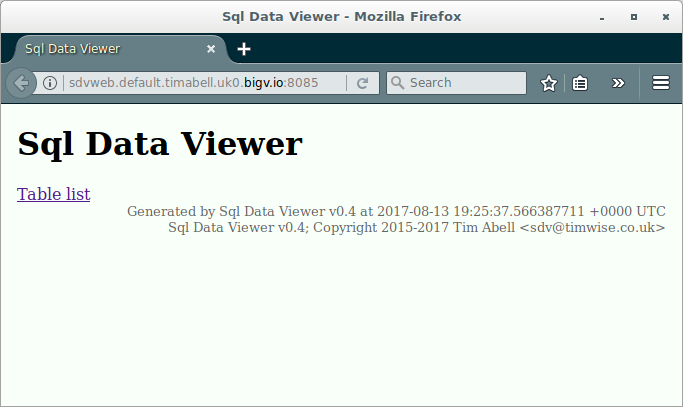 Sql Data Viewer - Mozilla Firefox
Sql Data Viewer
sdvweb.default.timabell.uk0.bigv.io:8085
Search
Sql Data Viewer
Table list
Generated by Sql Data Viewer v0.4 at 2017-08-13 19:25:37.566387711 +0000 UTC
Sql Data Viewer v0.4; Copyright 2015-2017 Tim Abell <sdv@timwise.co.uk>